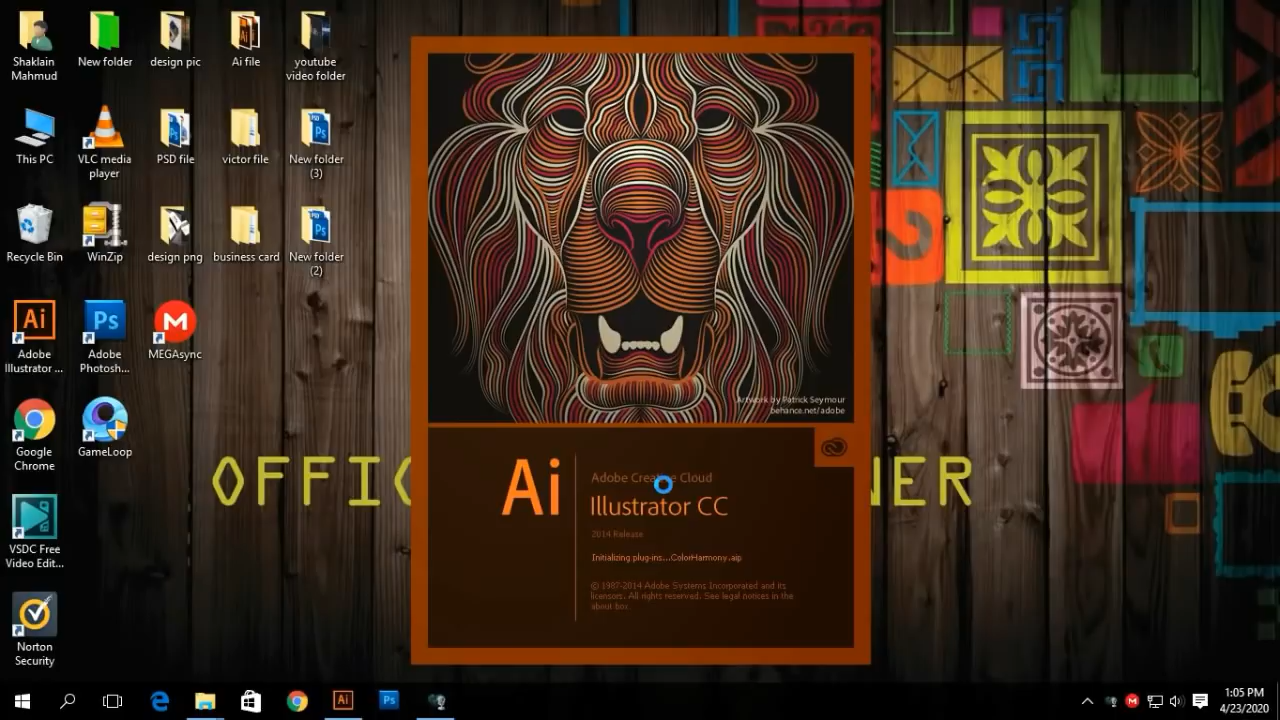 Shaklain
Mahmud
New folder
design pic
Ai file
youtube
video folder
This PC
VLC media
player
PSD file
victor file
New folder
(3)
Recycle Bin
WinZip
design png
business card
New folder
(2)
Adobe
Illustrator ...
Adobe
Photosh...
MEGAsync
Google
Chrome
GameLoop
VSDC Free
Video Edit...
Norton
Security
Artwork by Patrick Seymour
behance.net/adobe
Ai
Adobe Creative Cloud
Illustrator CC
2014 Release
Initializing plug-ins...ColorHarmony.aip
© 1987-2014 Adobe Systems Incorporated and its
licensors. All rights reserved. See legal notices in the
about box.
1:05 PM
4/23/2020